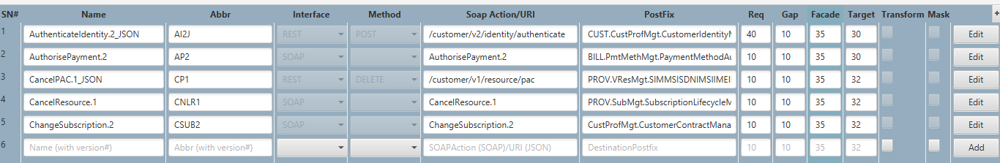 SN# Name Abbr Interface Method Soap Action/URI PostFix Req Gap Facade Target Transform Mask +
1 AuthenticateIdentity.2_JSON AI2J REST POST /customer/v2/identity/authenticate CUST.CustProfMgt.CustomerIdentityM 40 10 35 30 Edit
2 AuthorisePayment.2 AP2 SOAP AuthorisePayment.2 BILL.PmtMethMgt.PaymentMethodAu 10 10 35 30 Edit
3 CancelPAC.1_JSON CP1 REST DELETE /customer/v1/resource/pac PROV.VResMgt.SIMMSISDNIMSIIMEII 10 10 35 32 Edit
4 CancelResource.1 CNLR1 SOAP CancelResource.1 PROV.SubMgt.SubscriptionLifecycleM 10 10 35 32 Edit
5 ChangeSubscription.2 CSUB2 SOAP ChangeSubscription.2 CustProfMgt.CustomerContractMana 10 10 35 32 Edit
6 Name (with version#) Abbr (with version#) SOAPAction (SOAP)/URI (JSON) DestinationPostfix 10 10 35 32 Add